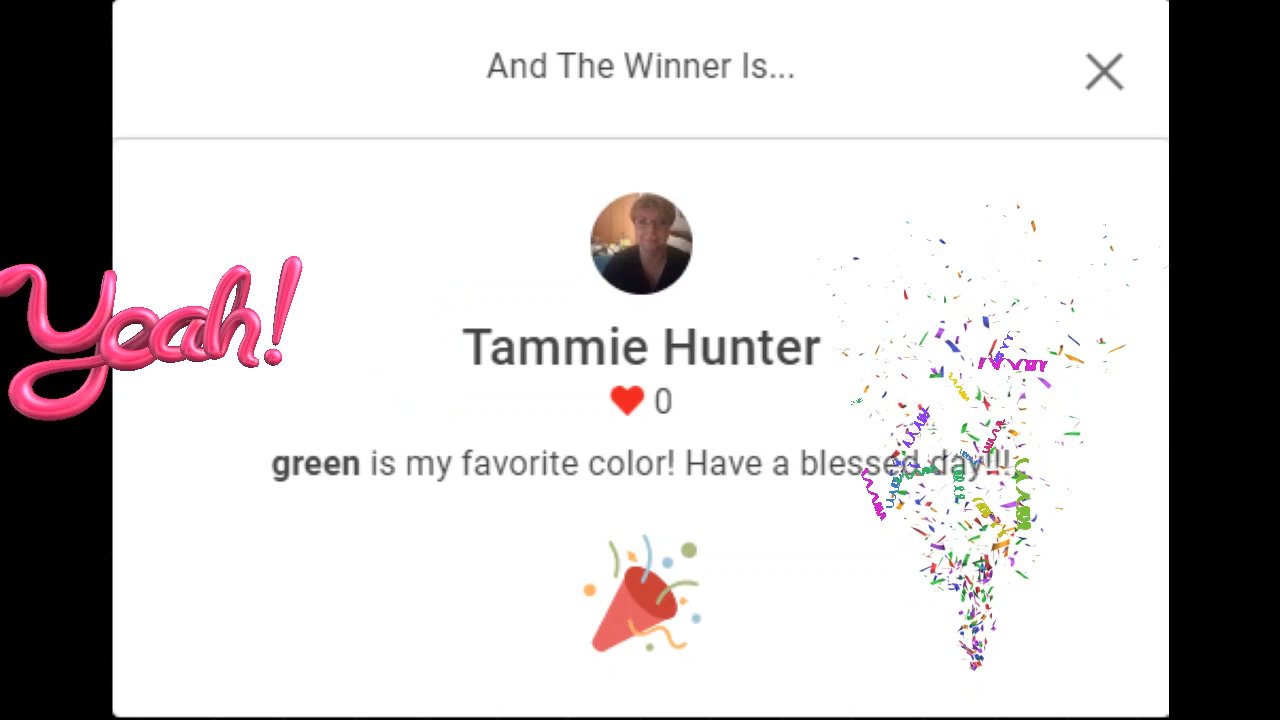 And The Winner Is...
Yeah!
Tammie Hunter
0
green is my favorite color! Have a blessed day!!!